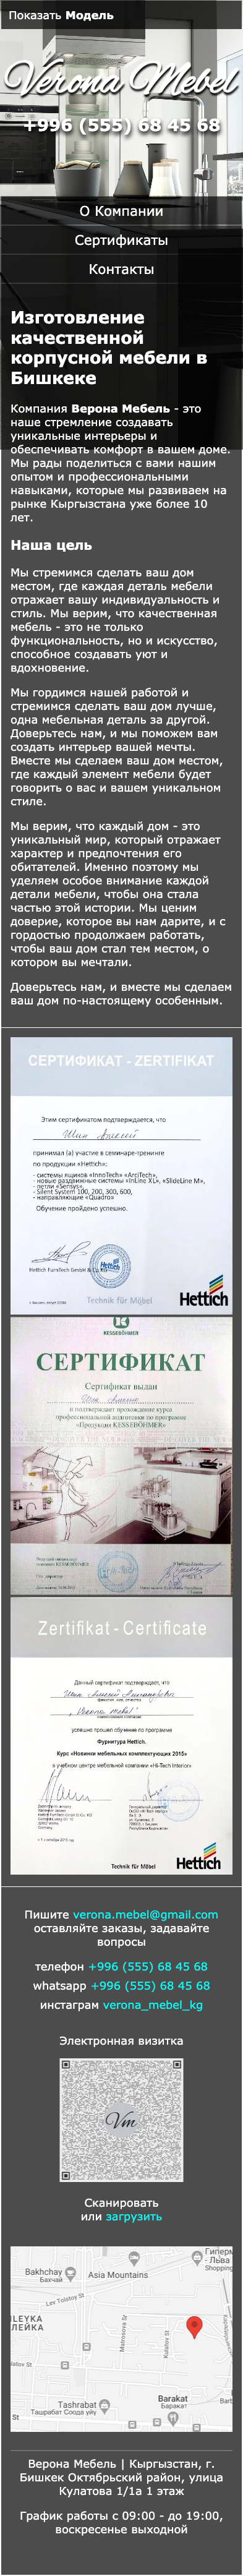 Показать Модель
Verona Mebel
+996 (555) 68 45 68
О Компании
Сертификаты
Контакты
Изготовление
качественной
корпусной мебели в
Бишкеке
Компания Верона Мебель - это
наше стремление создавать
уникальные интерьеры и
обеспечивать комфорт в вашем доме.
Мы рады поделиться с вами нашим
опытом и профессиональными
навыками, которые мы развиваем на
рынке Кыргызстана уже более 10
лет.
Наша цель
Мы стремимся сделать ваш дом
местом, где каждая деталь мебели
отражает вашу индивидуальность и
стиль. Мы верим, что качественная
мебель - это не только
функциональность, но и искусство,
способное создавать уют и
вдохновение.
Мы гордимся нашей работой и
стремимся сделать ваш дом лучше,
одна мебельная деталь за другой.
Доверьтесь нам, и мы поможем вам
создать интерьер вашей мечты.
Вместе мы сделаем ваш дом местом,
где каждый элемент мебели будет
говорить о вас и вашем уникальном
стиле.
Мы верим, что каждый дом - это
уникальный мир, который отражает
характер и предпочтения его
обитателей. Именно поэтому мы
уделяем особое внимание каждой
детали мебели, чтобы она стала
частью этой истории. Мы ценим
доверие, которое вы нам дарите, и с
гордостью продолжаем работать,
чтобы ваш дом стал тем местом, о
котором вы мечтали.
Доверьтесь нам, и вместе мы сделаем
ваш дом по-настоящему особенным.
СЕРТИФИКАТ - ZERTIFIKAT
Этим сертификатом подтверждается, что
Шин Алексей
принимал (а) участие в семинаре-тренинге
по продукции «Hettich»:
- системы ящиков «InnoTech» «ArciTech»,
- новые раздвижные системы «InLine XL», «SlideLine M»,
- петли «Sensys»,
- Silent System 100, 200, 300, 600,
- направляющие «Quadro»
Обучение пройдено успешно.
Hettich FurnTech GmbH & Co.
Technik für Möbel
Hettich
KESSEBÖHMER
СЕРТИФИКАТ
Сертификат выдан
в подтверждение прохождения курса
профессиональной подготовки по программе
«Продукция KESSEBÖHMER»
Zertifikat - Certificate
Данный сертификат подтверждает, что
"Verona mebel"
успешно прошел обучение по программе
Фурнитура Hettich.
Курс «Новинки мебельных комплектующих 2015»
в учебном центре мебельной компании «Hi-Tech Interior»
Technik für Möbel
Hettich
Пишите verona.mebel@gmail.com
оставляйте заказы, задавайте
вопросы
телефон +996 (555) 68 45 68
whatsapp +996 (555) 68 45 68
инстаграм verona_mebel_kg
Электронная визитка
Vm
Сканировать
или загрузить
Гиперм
Львa
Shopping
Bakhchay
Бахчай
Asia Mountains
ILEYKA
ЛЕЙКА
Lev Tolstoy St
Matrosova St
Kulatov St
Tashrabat
Ташрабат Соода үйү
Barakat
Баракат
St
Верона Мебель | Кыргызстан, г.
Бишкек Октябрьский район, улица
Кулатова 1/1а 1 этаж
График работы с 09:00 - до 19:00,
воскресенье выходной